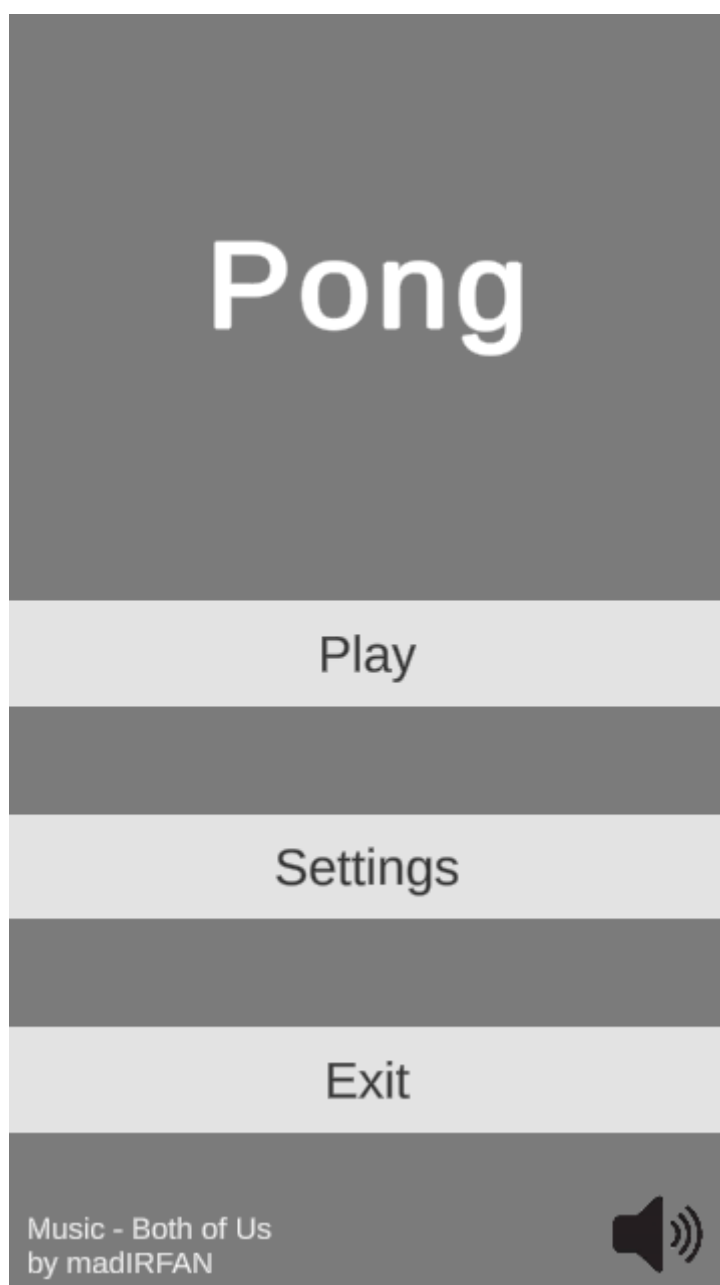 Pong
Play
Settings
Exit
Music - Both of Us
by madIRFAN